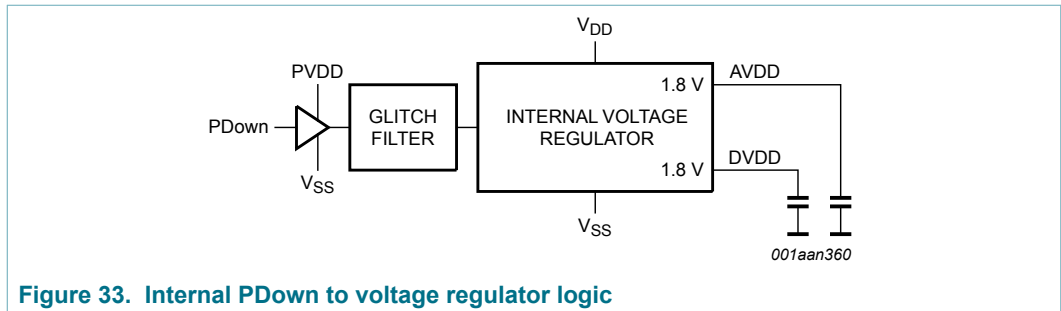 VDD
PVDD
1.8 V
AVDD
PDown
GLITCH
FILTER
INTERNAL VOLTAGE
REGULATOR
1.8 V
DVDD
VSS
VSS
001aan360
Figure 33. Internal PDown to voltage regulator logic